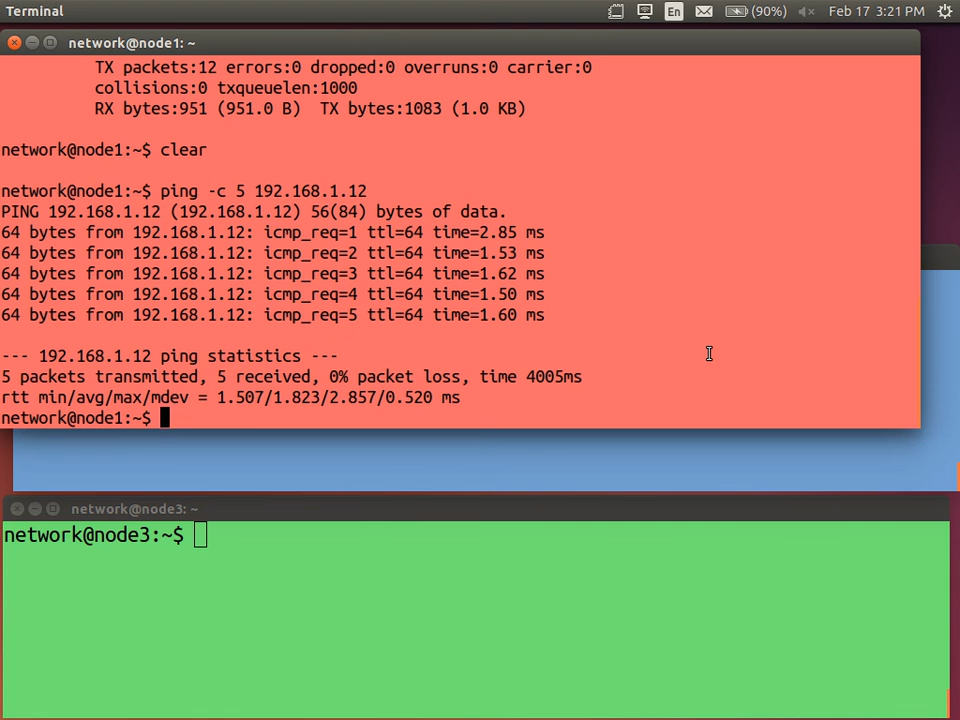 Terminal
En
(90%)
Feb 17 3:21 PM
network@node1: ~
TX packets:12 errors:0 dropped:0 overruns:0 carrier:0
collisions:0 txqueuelen:1000
RX bytes:951 (951.0 B)  TX bytes:1083 (1.0 KB)
network@node1:~$ clear
network@node1:~$ ping -c 5 192.168.1.12
PING 192.168.1.12 (192.168.1.12) 56(84) bytes of data.
64 bytes from 192.168.1.12: icmp_req=1 ttl=64 time=2.85 ms
64 bytes from 192.168.1.12: icmp_req=2 ttl=64 time=1.53 ms
64 bytes from 192.168.1.12: icmp_req=3 ttl=64 time=1.62 ms
64 bytes from 192.168.1.12: icmp_req=4 ttl=64 time=1.50 ms
64 bytes from 192.168.1.12: icmp_req=5 ttl=64 time=1.60 ms
--- 192.168.1.12 ping statistics ---
5 packets transmitted, 5 received, 0% packet loss, time 4005ms
rtt min/avg/max/mdev = 1.507/1.823/2.857/0.520 ms
network@node1:~$
network@node3: ~
network@node3:~$